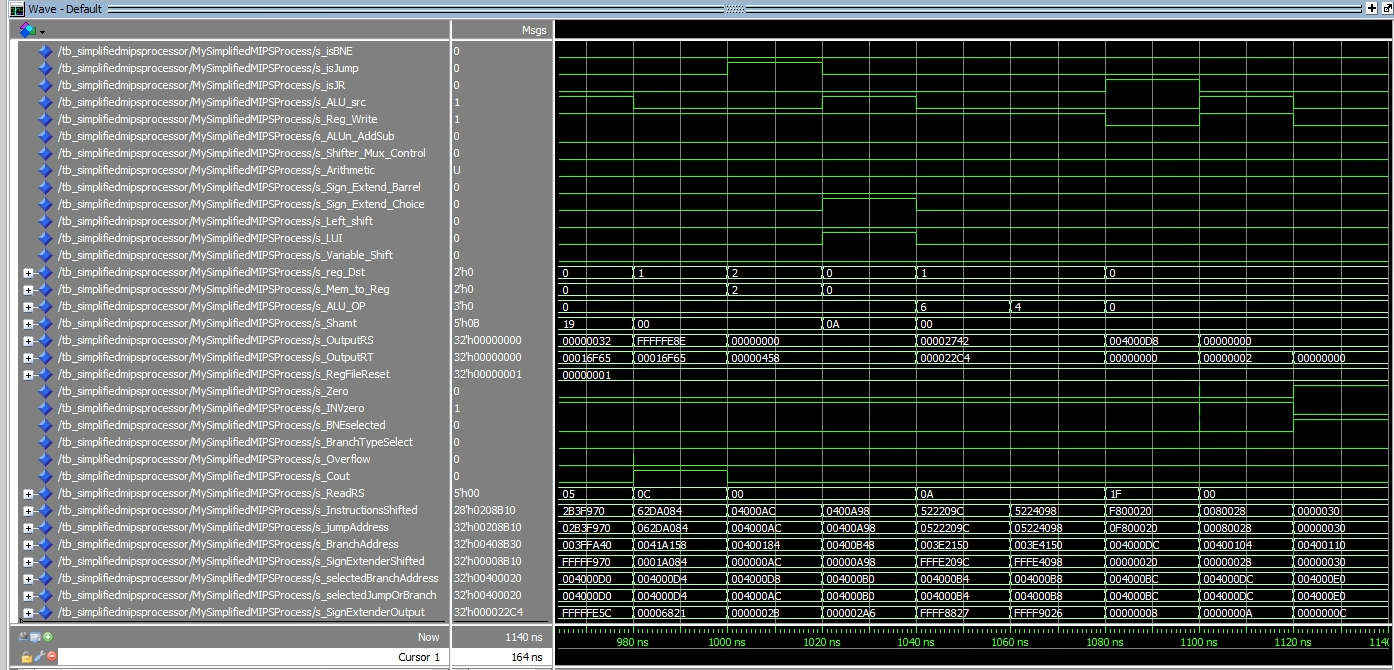 Wave - Default
Msgs
/tb_simplifiedmipsprocessor/MySimplifiedMIPSProcess/s_isBNE 0
/tb_simplifiedmipsprocessor/MySimplifiedMIPSProcess/s_isJump 0
/tb_simplifiedmipsprocessor/MySimplifiedMIPSProcess/s_isJR 0
/tb_simplifiedmipsprocessor/MySimplifiedMIPSProcess/s_ALU_src 1
/tb_simplifiedmipsprocessor/MySimplifiedMIPSProcess/s_Reg_Write 1
/tb_simplifiedmipsprocessor/MySimplifiedMIPSProcess/s_ALUn_AddSub 0
/tb_simplifiedmipsprocessor/MySimplifiedMIPSProcess/s_Shifter_Mux_Control 0
/tb_simplifiedmipsprocessor/MySimplifiedMIPSProcess/s_Arithmetic U
/tb_simplifiedmipsprocessor/MySimplifiedMIPSProcess/s_Sign_Extend_Barrel 0
/tb_simplifiedmipsprocessor/MySimplifiedMIPSProcess/s_Sign_Extend_Choice 0
/tb_simplifiedmipsprocessor/MySimplifiedMIPSProcess/s_Left_shift 0
/tb_simplifiedmipsprocessor/MySimplifiedMIPSProcess/s_LUI 0
/tb_simplifiedmipsprocessor/MySimplifiedMIPSProcess/s_Variable_Shift 0
/tb_simplifiedmipsprocessor/MySimplifiedMIPSProcess/s_reg_Dst 2'h0 0 1 2 0 1 0
/tb_simplifiedmipsprocessor/MySimplifiedMIPSProcess/s_Mem_to_Reg 2'h0 0 2 0
/tb_simplifiedmipsprocessor/MySimplifiedMIPSProcess/s_ALU_OP 3'h0 0 6 4 0
/tb_simplifiedmipsprocessor/MySimplifiedMIPSProcess/s_Shamt 5'h0B 19 00 0A 00
/tb_simplifiedmipsprocessor/MySimplifiedMIPSProcess/s_OutputRS 32'h00000000 00000032 FFFFFE8E 00000000 00002742 004000D8 00000000
/tb_simplifiedmipsprocessor/MySimplifiedMIPSProcess/s_OutputRT 32'h00000000 00016F65 00016F65 00000458 000022C4 00000000 00000002 00000000
/tb_simplifiedmipsprocessor/MySimplifiedMIPSProcess/s_RegFileReset 32'h00000001 00000001
/tb_simplifiedmipsprocessor/MySimplifiedMIPSProcess/s_Zero 0
/tb_simplifiedmipsprocessor/MySimplifiedMIPSProcess/s_INVzero 1
/tb_simplifiedmipsprocessor/MySimplifiedMIPSProcess/s_BNEselected 0
/tb_simplifiedmipsprocessor/MySimplifiedMIPSProcess/s_BranchTypeSelect 0
/tb_simplifiedmipsprocessor/MySimplifiedMIPSProcess/s_Overflow 0
/tb_simplifiedmipsprocessor/MySimplifiedMIPSProcess/s_Cout 0
/tb_simplifiedmipsprocessor/MySimplifiedMIPSProcess/s_ReadRS 5'h00 05 0C 00 0A 1F 00
/tb_simplifiedmipsprocessor/MySimplifiedMIPSProcess/s_InstructionsShifted 28'h0208B10 2B3F970 62DA084 04000AC 0400A98 522209C 5224098 F800020 0080028 0000030
/tb_simplifiedmipsprocessor/MySimplifiedMIPSProcess/s_jumpAddress 32'h00208B10 02B3F970 062DA084 004000AC 00400A98 0522209C 05224098 0F800020 00080028 00000030
/tb_simplifiedmipsprocessor/MySimplifiedMIPSProcess/s_BranchAddress 32'h00408B30 003FFA40 0041A158 00400184 00400B48 003E2150 003E4150 004000DC 00400104 00400110
/tb_simplifiedmipsprocessor/MySimplifiedMIPSProcess/s_SignExtenderShifted 32'h00008B10 FFFFF970 0001A084 000000AC 00000A98 FFFE209C FFFE4098 00000020 00000028 00000030
/tb_simplifiedmipsprocessor/MySimplifiedMIPSProcess/s_selectedBranchAddress 32'h00400020 004000D0 004000D4 004000D8 004000B0 004000B4 004000B8 004000BC 004000DC 004000E0
/tb_simplifiedmipsprocessor/MySimplifiedMIPSProcess/s_selectedJumpOrBranch 32'h00400020 004000D0 004000D4 004000AC 004000B0 004000B4 004000B8 004000BC 004000DC 004000E0
/tb_simplifiedmipsprocessor/MySimplifiedMIPSProcess/s_SignExtenderOutput 32'h000022C4 FFFFFE5C 00006821 0000002B 000002A6 FFFF8827 FFFF9026 00000008 0000000A 0000000C
Now 1140 ns
980 ns 1000 ns 1020 ns 1040 ns 1060 ns 1080 ns 1100 ns 1120 ns 114
Cursor 1 164 ns